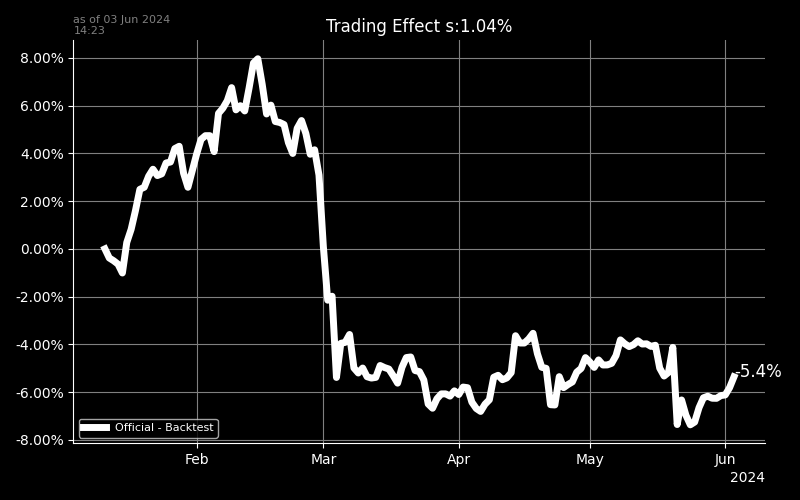 as of 03 Jun 2024
14:23
Trading Effect s:1.04%
8.00%
6.00%
4.00%
2.00%
0.00%
-2.00%
-4.00%
-6.00%
-8.00%
-5.4%
Official - Backtest
Feb
Mar
Apr
May
Jun
2024